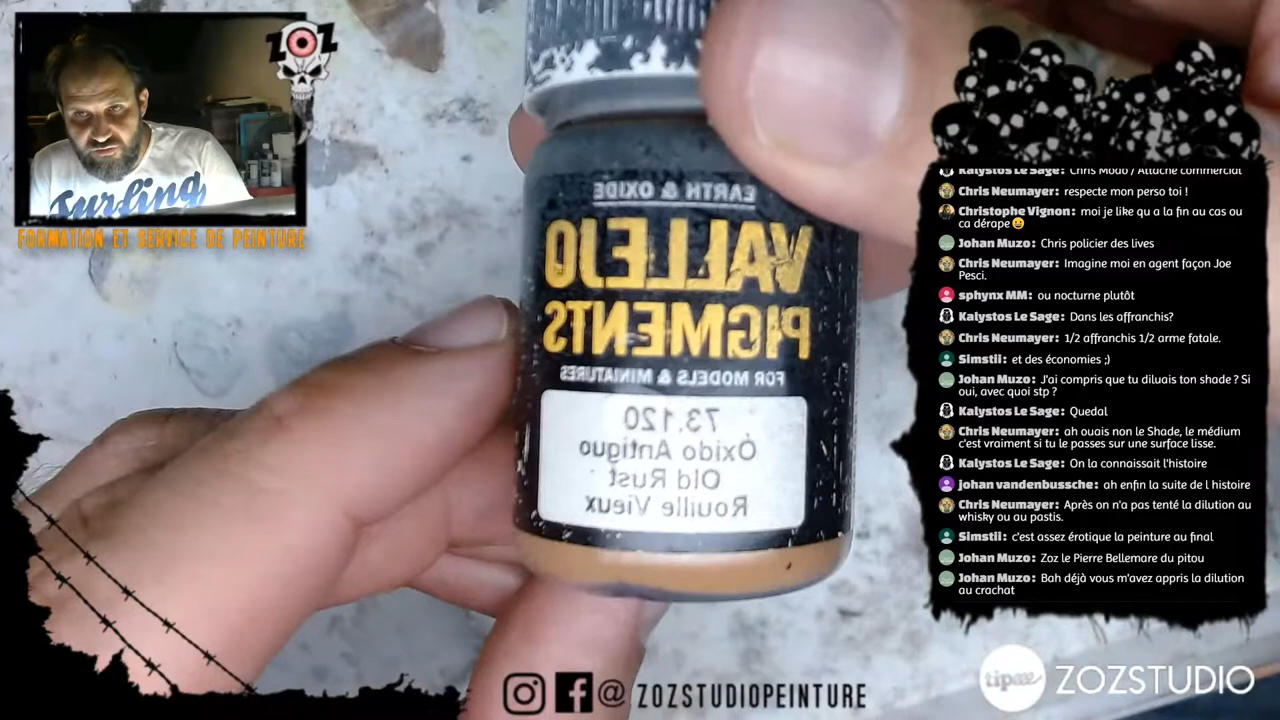 ZOZ
Surfing
FORMATION ET SERVICE DE PEINTURE
EARTH & OXIDE
VALLEJO
PIGMENTS
FOR MODELS & MINIATURES
73.120
Óxido Antiguo
Old Rust
Rouille Vieux
Kalystos Le Sage: Chris Modo / Attaché commercial
Chris Neumayer: respecte mon perso toi !
Christophe Vignon: moi je like qu a la fin au cas ou
ca dérape 😀
Johan Muzo: Chris policier des lives
Chris Neumayer: Imagine moi en agent façon Joe
Pesci.
sphynx MM: ou nocturne plutôt
Kalystos Le Sage: Dans les affranchis?
Chris Neumayer: 1/2 affranchis 1/2 arme fatale.
Simstii: et des économies ;)
Johan Muzo: J'ai compris que tu diluais ton shade ? Si
oui, avec quoi stp ?
Kalystos Le Sage: Quedal
Chris Neumayer: ah ouais non le Shade, le médium
c'est vraiment si tu le passes sur une surface lisse.
Kalystos Le Sage: On la connaissait l'histoire
johan vandenbussche: ah enfin la suite de l histoire
Chris Neumayer: Après on n'a pas tenté la dilution au
whisky ou au pastis.
Simstii: c'est assez érotique la peinture au final
Johan Muzo: Zoz le Pierre Bellemare du pitou
Johan Muzo: Bah déjà vous m'avez appris la dilution
au crachat
@ ZOZSTUDIOPEINTURE
tipeee ZOZSTUDIO